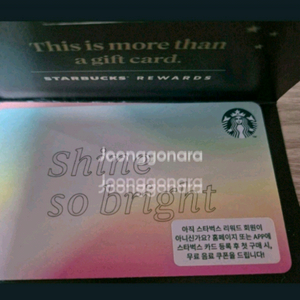 This is more than
a gift card.
STARBUCKS® REWARDS
Shine
Joonggonara
Joonggonara
so bright
아직 스타벅스 리워드 회원이
아니신가요? 홈페이지 또는 APP에
스타벅스 카드 등록 후 첫 구매 시,
무료 음료 쿠폰을 드립니다!